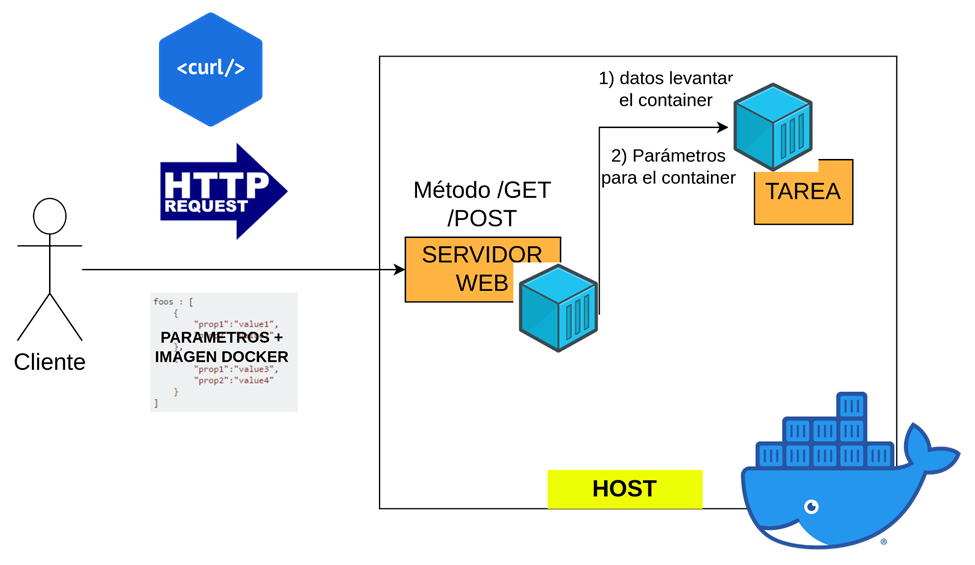 <curl/>
HTTP
REQUEST
Cliente
foos : [
{
"prop1":"value1",
PARAMETROS +
},
IMAGEN DOCKER
{
"prop1":"value3",
"prop2":"value4"
}
]
Método /GET
/POST
SERVIDOR
WEB
1) datos levantar
el container
2) Parámetros
para el container
TAREA
HOST
®